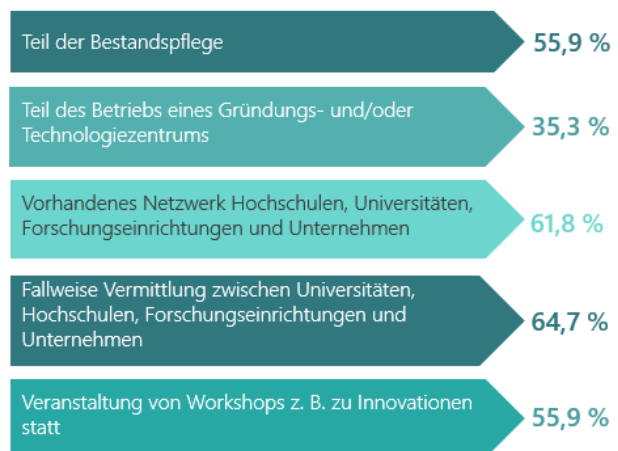 Teil der Bestandspflege
55,9 %
Teil des Betriebs eines Gründungs- und/oder
Technologiezentrums
35,3 %
Vorhandenes Netzwerk Hochschulen, Universitäten,
Forschungseinrichtungen und Unternehmen
61,8 %
Fallweise Vermittlung zwischen Universitäten,
Hochschulen, Forschungseinrichtungen und
Unternehmen
64,7 %
Veranstaltung von Workshops z. B. zu Innovationen
statt
55,9 %